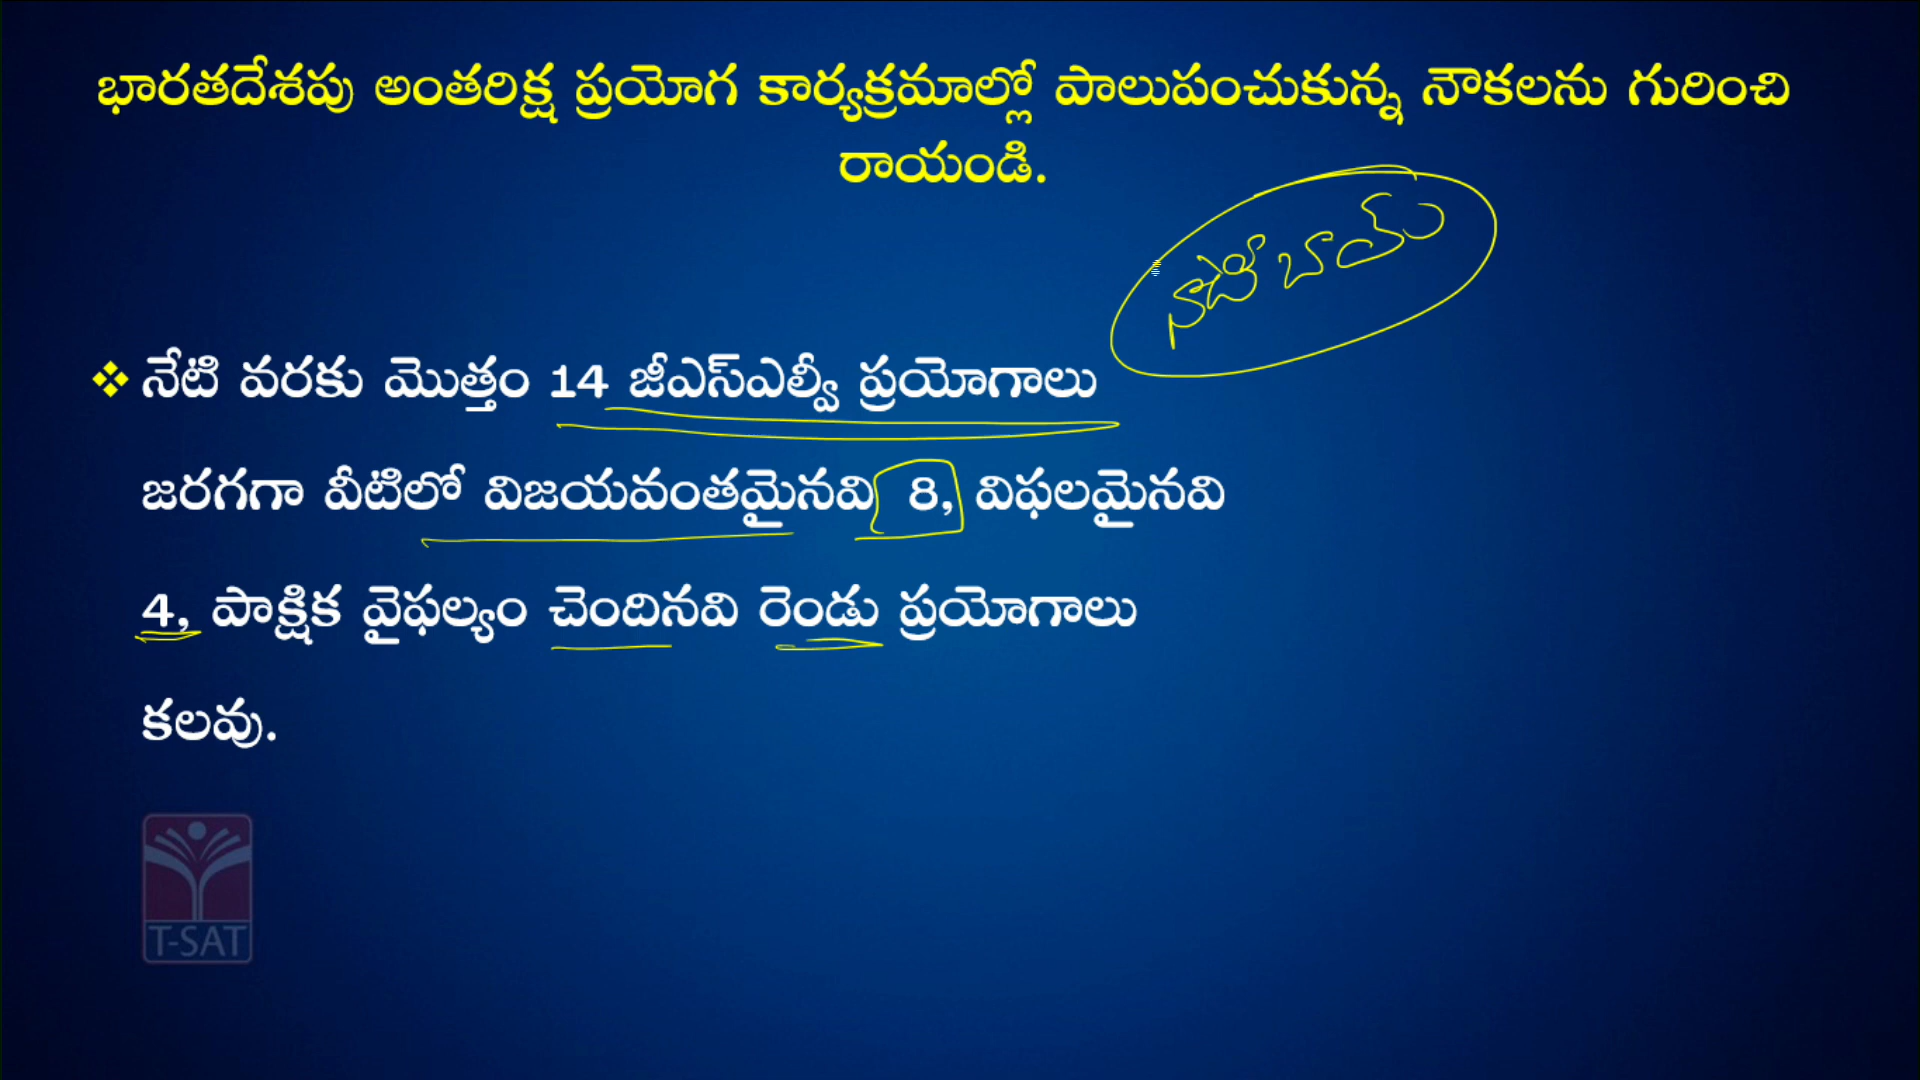 భారతదేశపు అంతరిక్ష ప్రయోగ కార్యక్రమాల్లో పాలుపంచుకున్న నౌకలను గురించి
రాయండి.
నాటీ బాయ్
❖ నేటి వరకు మొత్తం 14 జీఎస్ఎల్వీ ప్రయోగాలు
జరగగా వీటిలో విజయవంతమైనవి 8, విఫలమైనవి
4, పాక్షిక వైఫల్యం చెందినవి రెండు ప్రయోగాలు
కలవు.
T-SAT